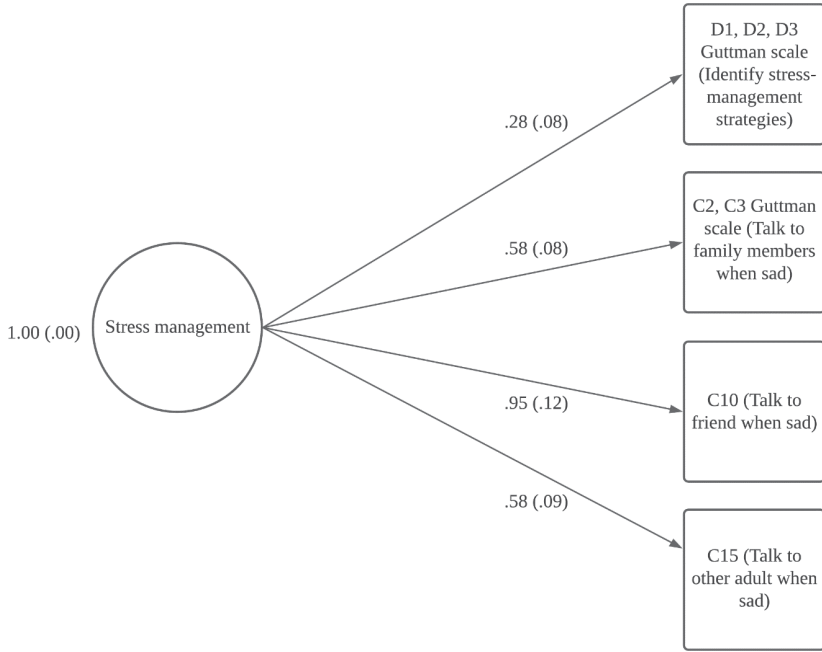 D1, D2, D3
Guttman scale
(Identify stress-
management
strategies)
.28 (.08)
C2, C3 Guttman
scale (Talk to
family members
when sad)
.58 (.08)
1.00 (.00)
Stress management
C10 (Talk to
friend when sad)
.95 (.12)
.58 (.09)
C15 (Talk to
other adult when
sad)